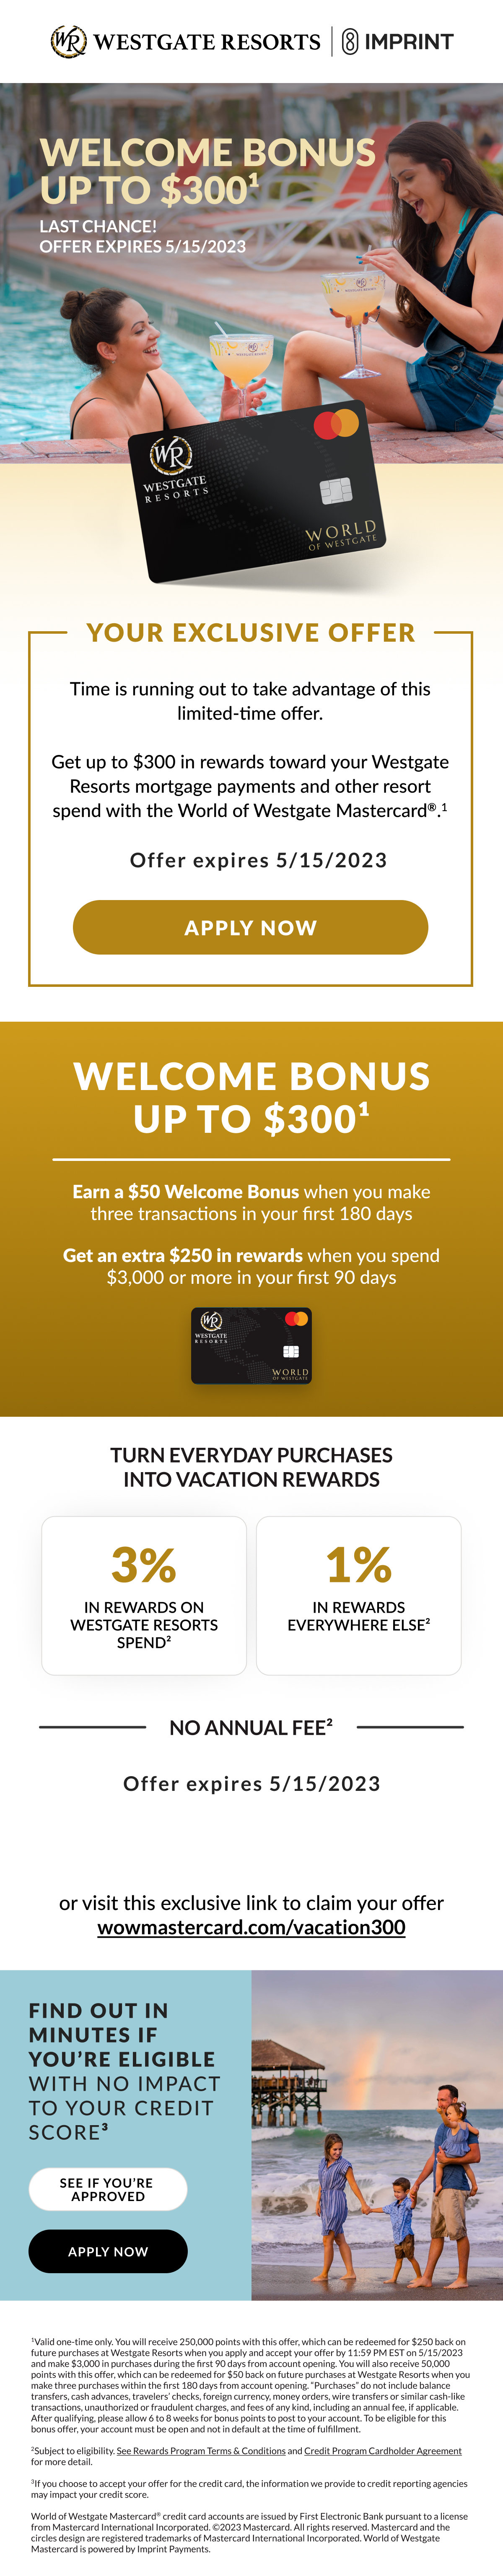 WR WESTGATE RESORTS | IMPRINT
WELCOME BONUS
UP TO $300¹
LAST CHANCE!
OFFER EXPIRES 5/15/2023
WR
WESTGATE
RESORTS
WORLD
OF WESTGATE
YOUR EXCLUSIVE OFFER
Time is running out to take advantage of this
limited-time offer.
Get up to $300 in rewards toward your Westgate
Resorts mortgage payments and other resort
spend with the World of Westgate Mastercard®.¹
Offer expires 5/15/2023
APPLY NOW
WELCOME BONUS
UP TO $300¹
Earn a $50 Welcome Bonus when you make
three transactions in your first 180 days
Get an extra $250 in rewards when you spend
$3,000 or more in your first 90 days
WR
WESTGATE
RESORTS
WORLD
OF WESTGATE
TURN EVERYDAY PURCHASES
INTO VACATION REWARDS
3%
IN REWARDS ON
WESTGATE RESORTS
SPEND²
1%
IN REWARDS
EVERYWHERE ELSE²
NO ANNUAL FEE²
Offer expires 5/15/2023
or visit this exclusive link to claim your offer
wowmastercard.com/vacation300
FIND OUT IN
MINUTES IF
YOU’RE ELIGIBLE
WITH NO IMPACT
TO YOUR CREDIT
SCORE³
SEE IF YOU’RE
APPROVED
APPLY NOW
¹Valid one-time only. You will receive 250,000 points with this offer, which can be redeemed for $250 back on
future purchases at Westgate Resorts when you apply and accept your offer by 11:59 PM EST on 5/15/2023
and make $3,000 in purchases during the first 90 days from account opening. You will also receive 50,000
points with this offer, which can be redeemed for $50 back on future purchases at Westgate Resorts when you
make three purchases within the first 180 days from account opening. “Purchases” do not include balance
transfers, cash advances, travelers’ checks, foreign currency, money orders, wire transfers or similar cash-like
transactions, unauthorized or fraudulent charges, and fees of any kind, including an annual fee, if applicable.
After qualifying, please allow 6 to 8 weeks for bonus points to post to your account. To be eligible for this
bonus offer, your account must be open and not in default at the time of fulfillment.
²Subject to eligibility. See Rewards Program Terms & Conditions and Credit Program Cardholder Agreement
for more detail.
³If you choose to accept your offer for the credit card, the information we provide to credit reporting agencies
may impact your credit score.
World of Westgate Mastercard® credit card accounts are issued by First Electronic Bank pursuant to a license
from Mastercard International Incorporated. ©2023 Mastercard. All rights reserved. Mastercard and the
circles design are registered trademarks of Mastercard International Incorporated. World of Westgate
Mastercard is powered by Imprint Payments.